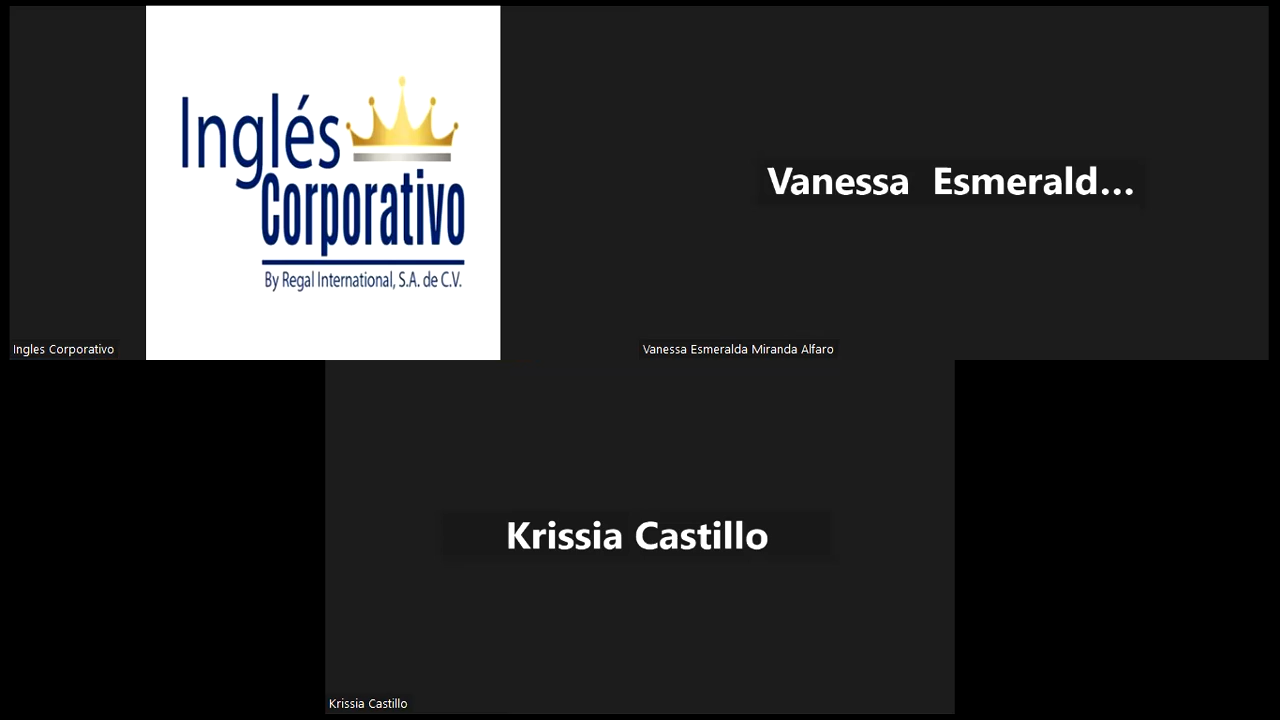 Inglés
Corporativo
By Regal International, S.A. de C.V.
Ingles Corporativo
Vanessa Esmerald...
Vanessa Esmeralda Miranda Alfaro
Krissia Castillo
Krissia Castillo